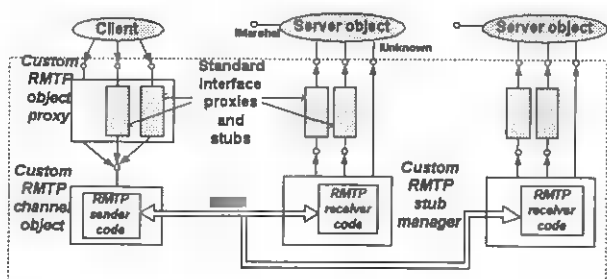 Client
IMarshal
Server object
IUnknown
Server object
Custom
RMTP
object
proxy
Standard
interface
proxies
and
stubs
Custom
RMTP
channel
object
RMTP
sender
code
RMTP
receiver
code
Custom
RMTP
stub
manager
RMTP
receiver
code